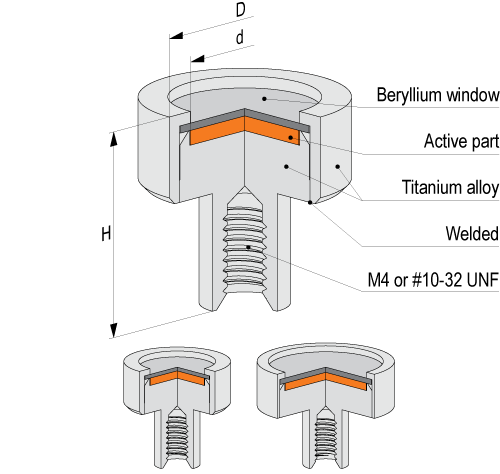 D
d
Beryllium window
Active part
Titanium alloy
H
Welded
M4 or #10-32 UNF